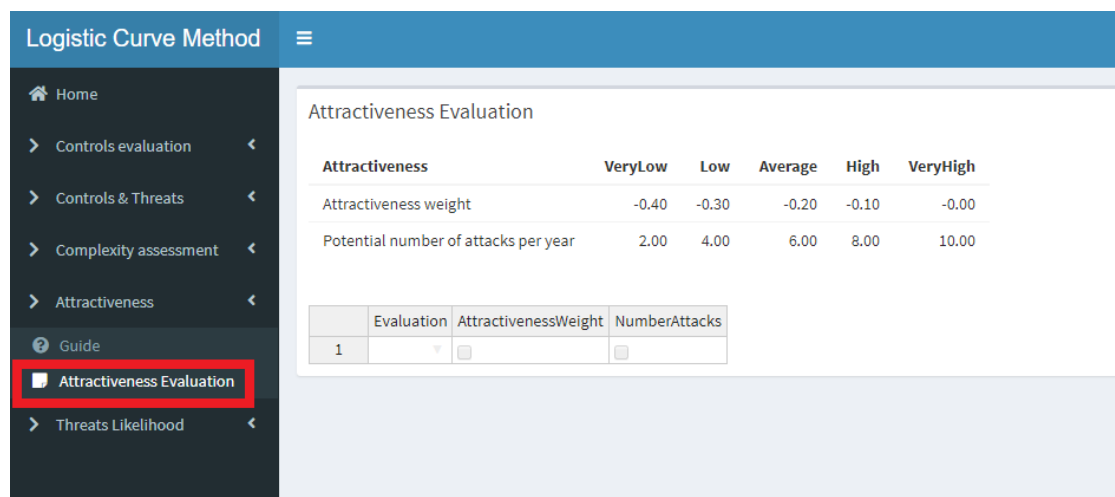 Logistic Curve Method
Home
Controls evaluation
Controls & Threats
Complexity assessment
Attractiveness
Guide
Attractiveness Evaluation
Threats Likelihood
Attractiveness Evaluation
Attractiveness VeryLow Low Average High VeryHigh
Attractiveness weight -0.40 -0.30 -0.20 -0.10 -0.00
Potential number of attacks per year 2.00 4.00 6.00 8.00 10.00
Evaluation AttractivenessWeight NumberAttacks
1